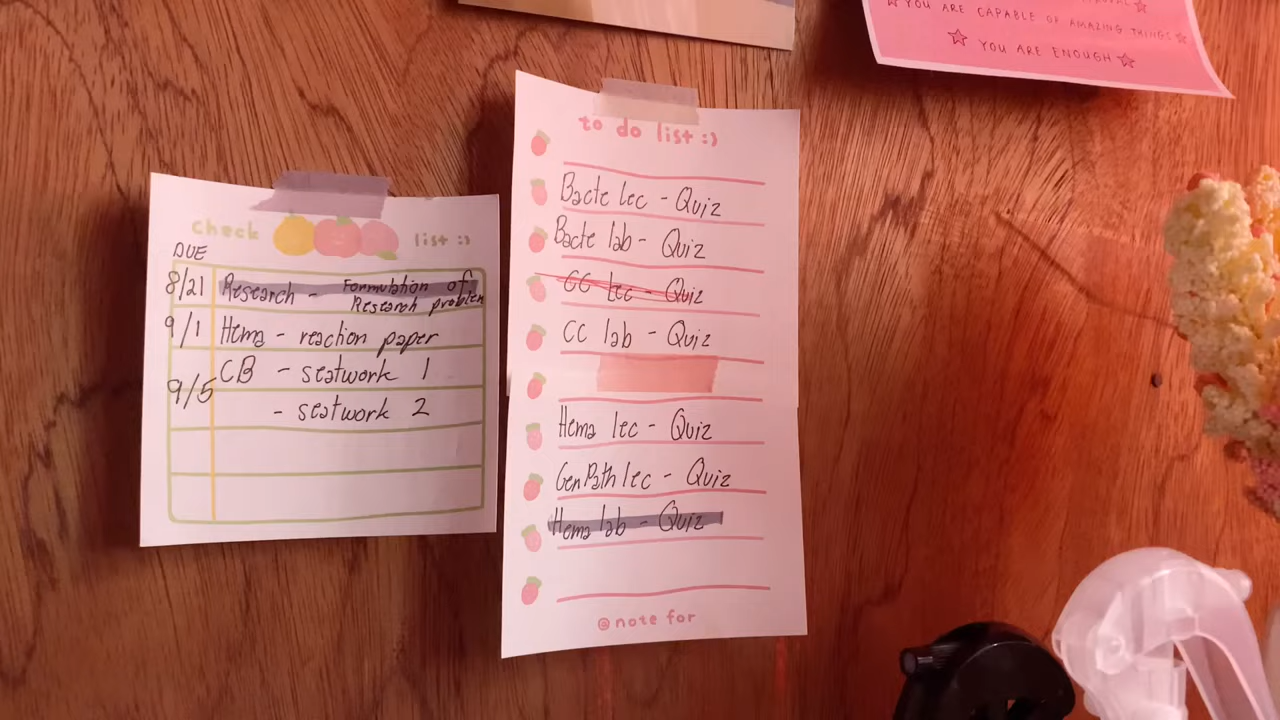 YOU ARE CAPABLE OF AMAZING THINGS
YOU ARE ENOUGH
check list :)
DUE
8/21 Research - Formulation of
Research problem
9/1 Hema - reaction paper
CB - seatwork 1
9/5
- seatwork 2
to do list :)
Bacte lec - Quiz
Bacte lab - Quiz
CC Lec - Quiz
CC lab - Quiz
Hema lec - Quiz
GenPath lec - Quiz
Hema lab - Quiz
@note for